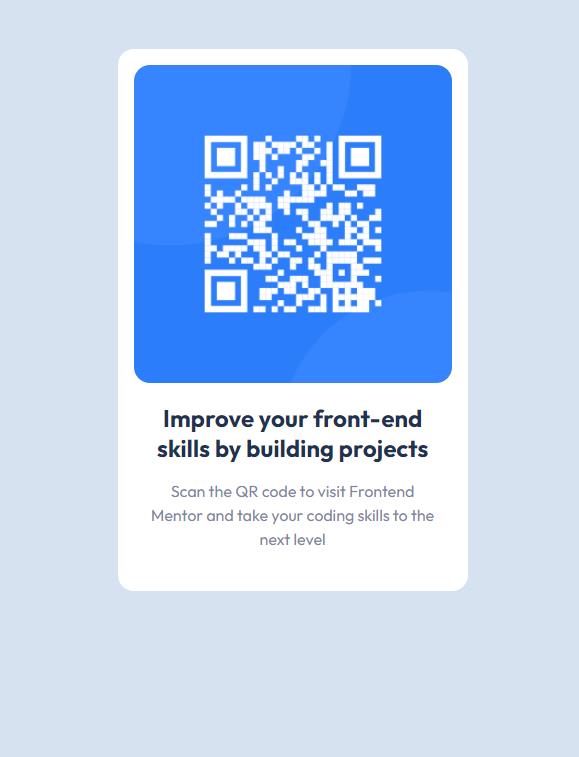 Improve your front-end
skills by building projects
Scan the QR code to visit Frontend
Mentor and take your coding skills to the
next level